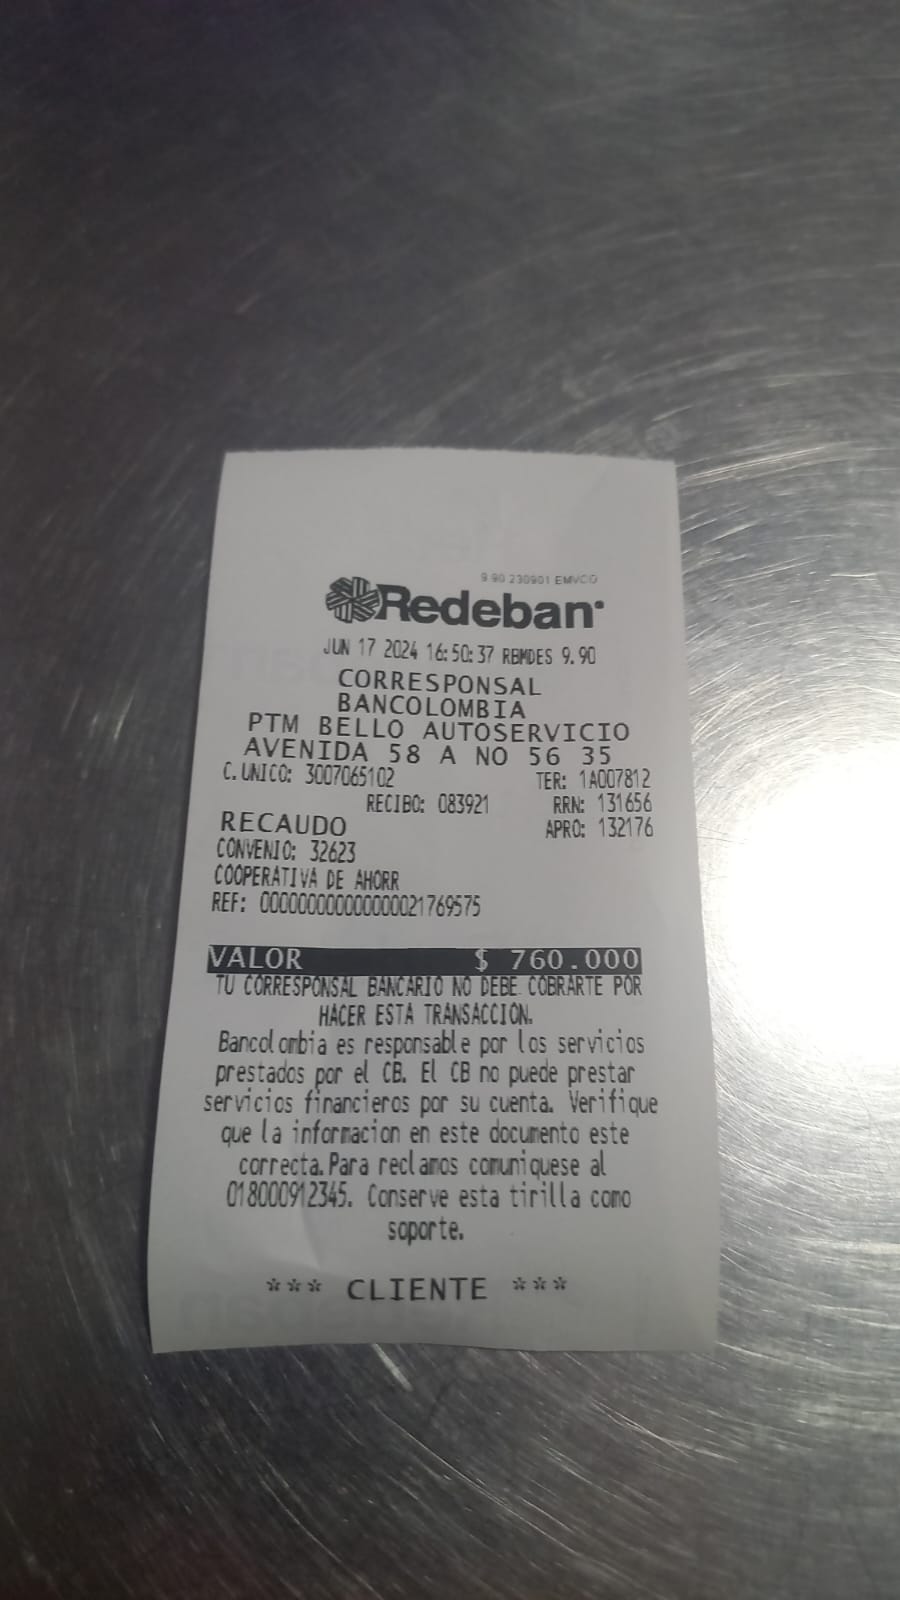 9 90 230901 EMVCO
Redeban
JUN 17 2024 16:50:37 RBMDES 9.90
CORRESPONSAL
BANCOLOMBIA
PTM BELLO AUTOSERVICIO
AVENIDA 58 A NO 56 35
C. UNICO: 3007065102 TER: 1A007812
RECIBO: 083921 RRN: 131656
RECAUDO APRO: 132176
CONVENIO: 32623
COOPERATIVA DE AHORR
REF: 000000000000000021769575
VALOR $ 760.000
TU CORRESPONSAL BANCARIO NO DEBE COBRARTE POR
HACER ESTA TRANSACCION.
Bancolombia es responsable por los servicios
prestados por el CB. El CB no puede prestar
servicios financieros por su cuenta. Verifique
que la informacion en este documento este
correcta. Para reclamos comuniquese al
018000912345. Conserve esta tirilla como
soporte.
*** CLIENTE ***